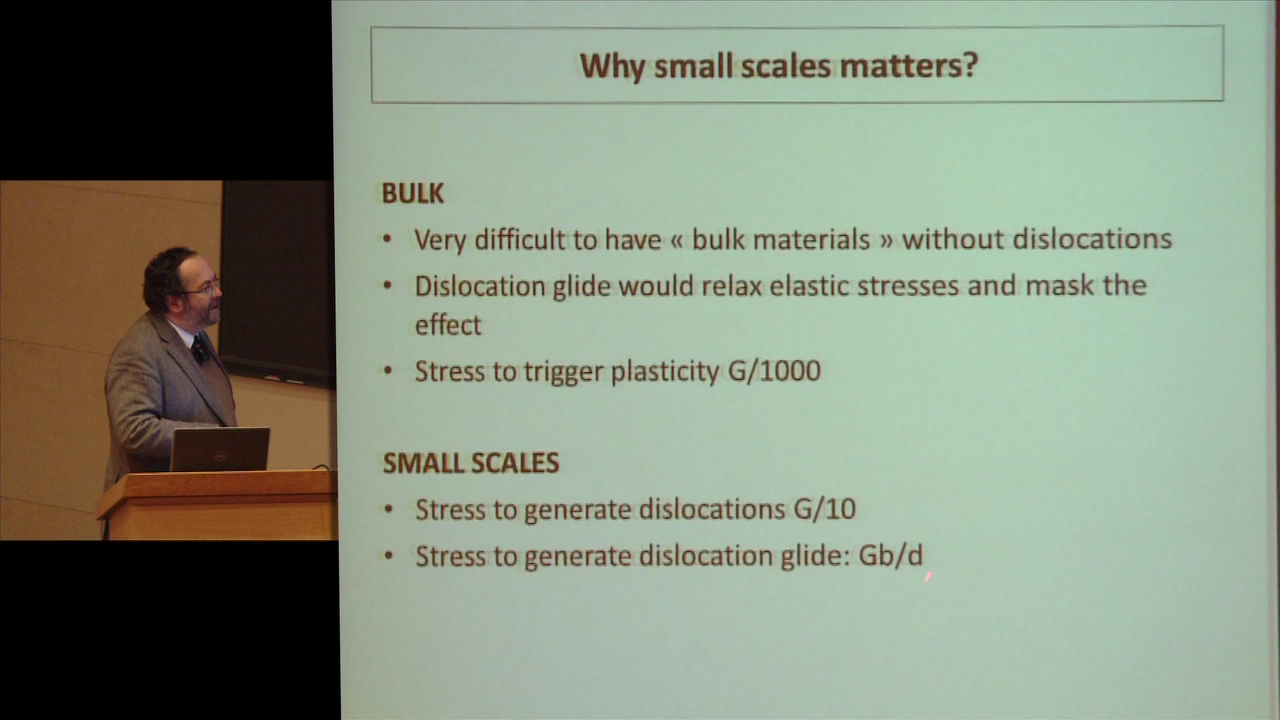 Why small scales matters?
BULK
• Very difficult to have « bulk materials » without dislocations
• Dislocation glide would relax elastic stresses and mask the
effect
• Stress to trigger plasticity G/1000
SMALL SCALES
• Stress to generate dislocations G/10
• Stress to generate dislocation glide: Gb/d